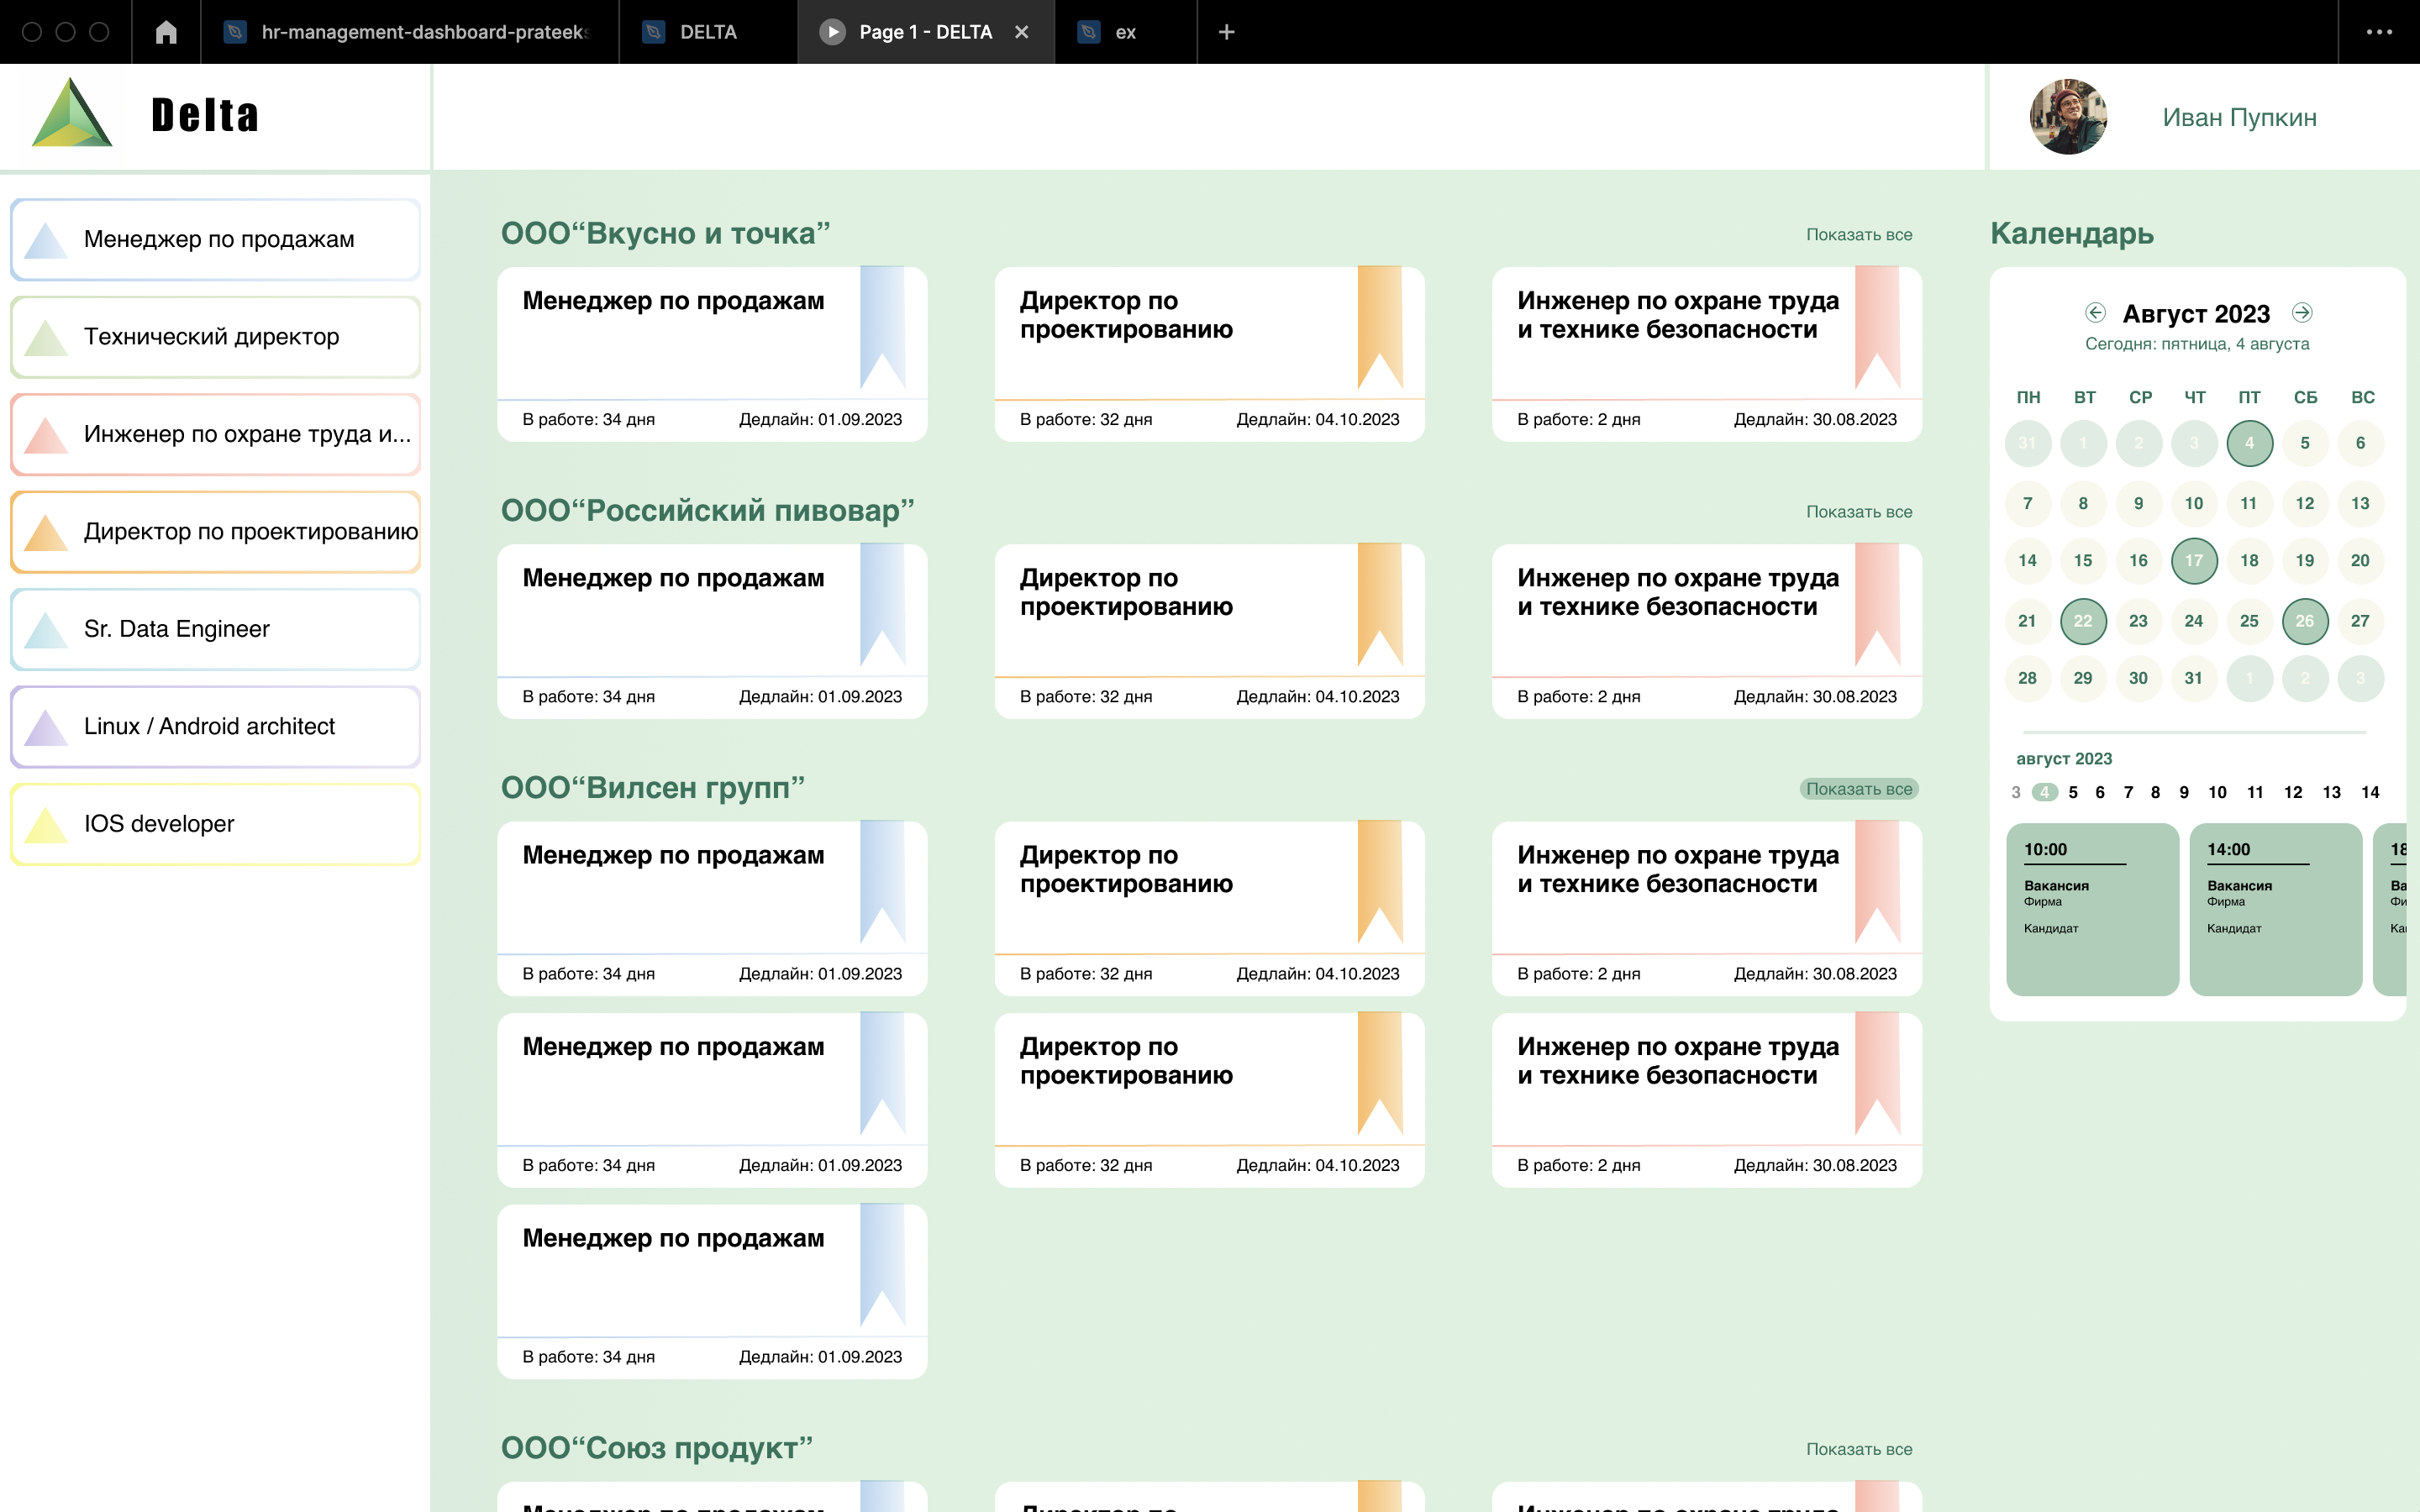 hr-management-dashboard-prateeks
DELTA
Page 1 - DELTA
ex
Delta
Иван Пупкин
Менеджер по продажам
Технический директор
Инженер по охране труда и...
Директор по проектированию
Sr. Data Engineer
Linux / Android architect
IOS developer
ООО“Вкусно и точка”
Показать все
Менеджер по продажам
В работе: 34 дня
Дедлайн: 01.09.2023
Директор по
проектированию
В работе: 32 дня
Дедлайн: 04.10.2023
Инженер по охране труда
и технике безопасности
В работе: 2 дня
Дедлайн: 30.08.2023
ООО“Российский пивовар”
Показать все
Менеджер по продажам
В работе: 34 дня
Дедлайн: 01.09.2023
Директор по
проектированию
В работе: 32 дня
Дедлайн: 04.10.2023
Инженер по охране труда
и технике безопасности
В работе: 2 дня
Дедлайн: 30.08.2023
ООО“Вилсен групп”
Показать все
Менеджер по продажам
В работе: 34 дня
Дедлайн: 01.09.2023
Директор по
проектированию
В работе: 32 дня
Дедлайн: 04.10.2023
Инженер по охране труда
и технике безопасности
В работе: 2 дня
Дедлайн: 30.08.2023
Менеджер по продажам
В работе: 34 дня
Дедлайн: 01.09.2023
Директор по
проектированию
В работе: 32 дня
Дедлайн: 04.10.2023
Инженер по охране труда
и технике безопасности
В работе: 2 дня
Дедлайн: 30.08.2023
Менеджер по продажам
В работе: 34 дня
Дедлайн: 01.09.2023
ООО“Союз продукт”
Показать все
Менеджер по продажам
Директор по
Инженер по охране труда
Календарь
Август 2023
Сегодня: пятница, 4 августа
ПН ВТ СР ЧТ ПТ СБ ВС
31 1 2 3 4 5 6
7 8 9 10 11 12 13
14 15 16 17 18 19 20
21 22 23 24 25 26 27
28 29 30 31 1 2 3
август 2023
3 4 5 6 7 8 9 10 11 12 13 14
10:00
Вакансия
Фирма
Кандидат
14:00
Вакансия
Фирма
Кандидат
18
Ва
Фи
Ка